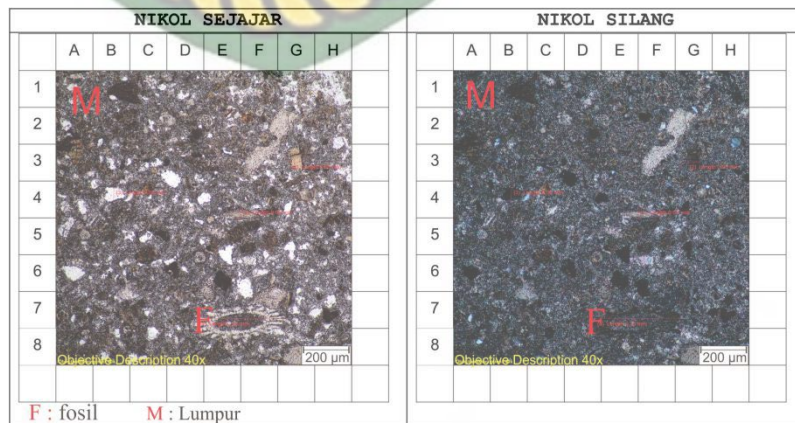 NIKOL SEJAJAR
A B C D E F G H
1
M
2
3
4
5
6
7
F
8
Objective Description 40x
200 µm
NIKOL SILANG
A B C D E F G H
1
M
2
3
4
5
6
7
F
8
Objective Description 40x
200 µm
F : fosil M : Lumpur